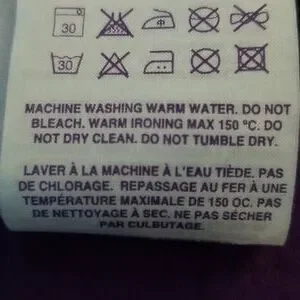 30
30
MACHINE WASHING WARM WATER. DO NOT
BLEACH. WARM IRONING MAX 150 °C. DO
NOT DRY CLEAN. DO NOT TUMBLE DRY.
LAVER À LA MACHINE À L'EAU TIÈDE. PAS
DE CHLORAGE. REPASSAGE AU FER À UNE
TEMPÉRATURE MAXIMALE DE 150 OC. PAS
DE NETTOYAGE À SEC. NE PAS SÉCHER
PAR CULBUTAGE.